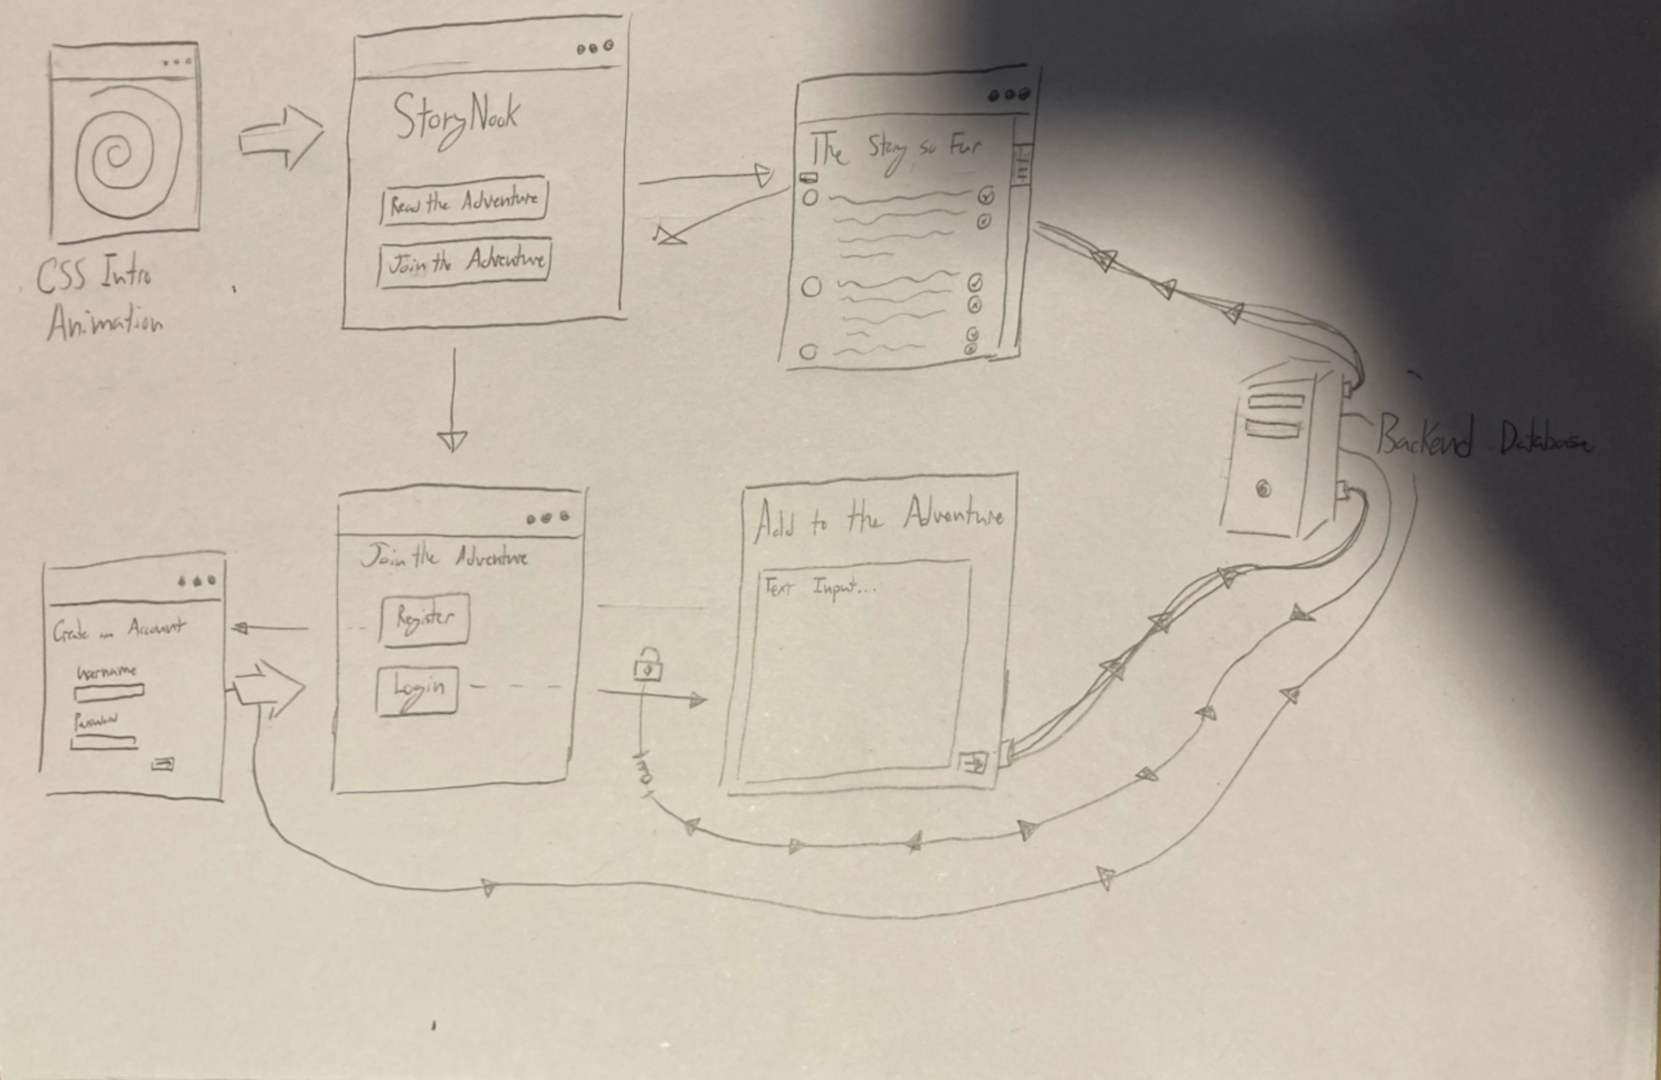 CSS Intro
Animation
StoryNook
Read the Adventure
Join the Adventure
The Story so Fur
Backend Database
Create an Account
Username
Password
Join the Adventure
Register
Login
Add to the Adventure
Text Input...